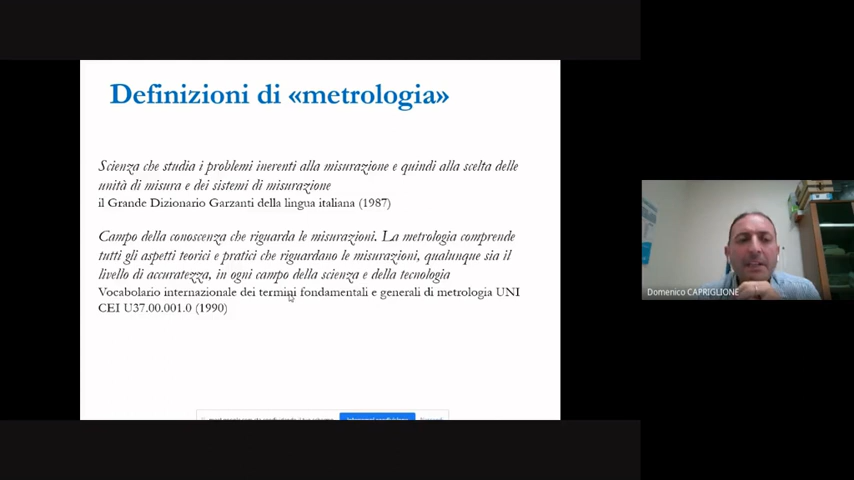 Definizioni di «metrologia»
Scienza che studia i problemi inerenti alla misurazione e quindi alla scelta delle
unità di misura e dei sistemi di misurazione
il Grande Dizionario Garzanti della lingua italiana (1987)
Campo della conoscenza che riguarda le misurazioni. La metrologia comprende
tutti gli aspetti teorici e pratici che riguardano le misurazioni, qualunque sia il
livello di accuratezza, in ogni campo della scienza e della tecnologia
Vocabolario internazionale dei termini fondamentali e generali di metrologia UNI
CEI U37.00.001.0 (1990)
Domenico CAPRIGLIONE